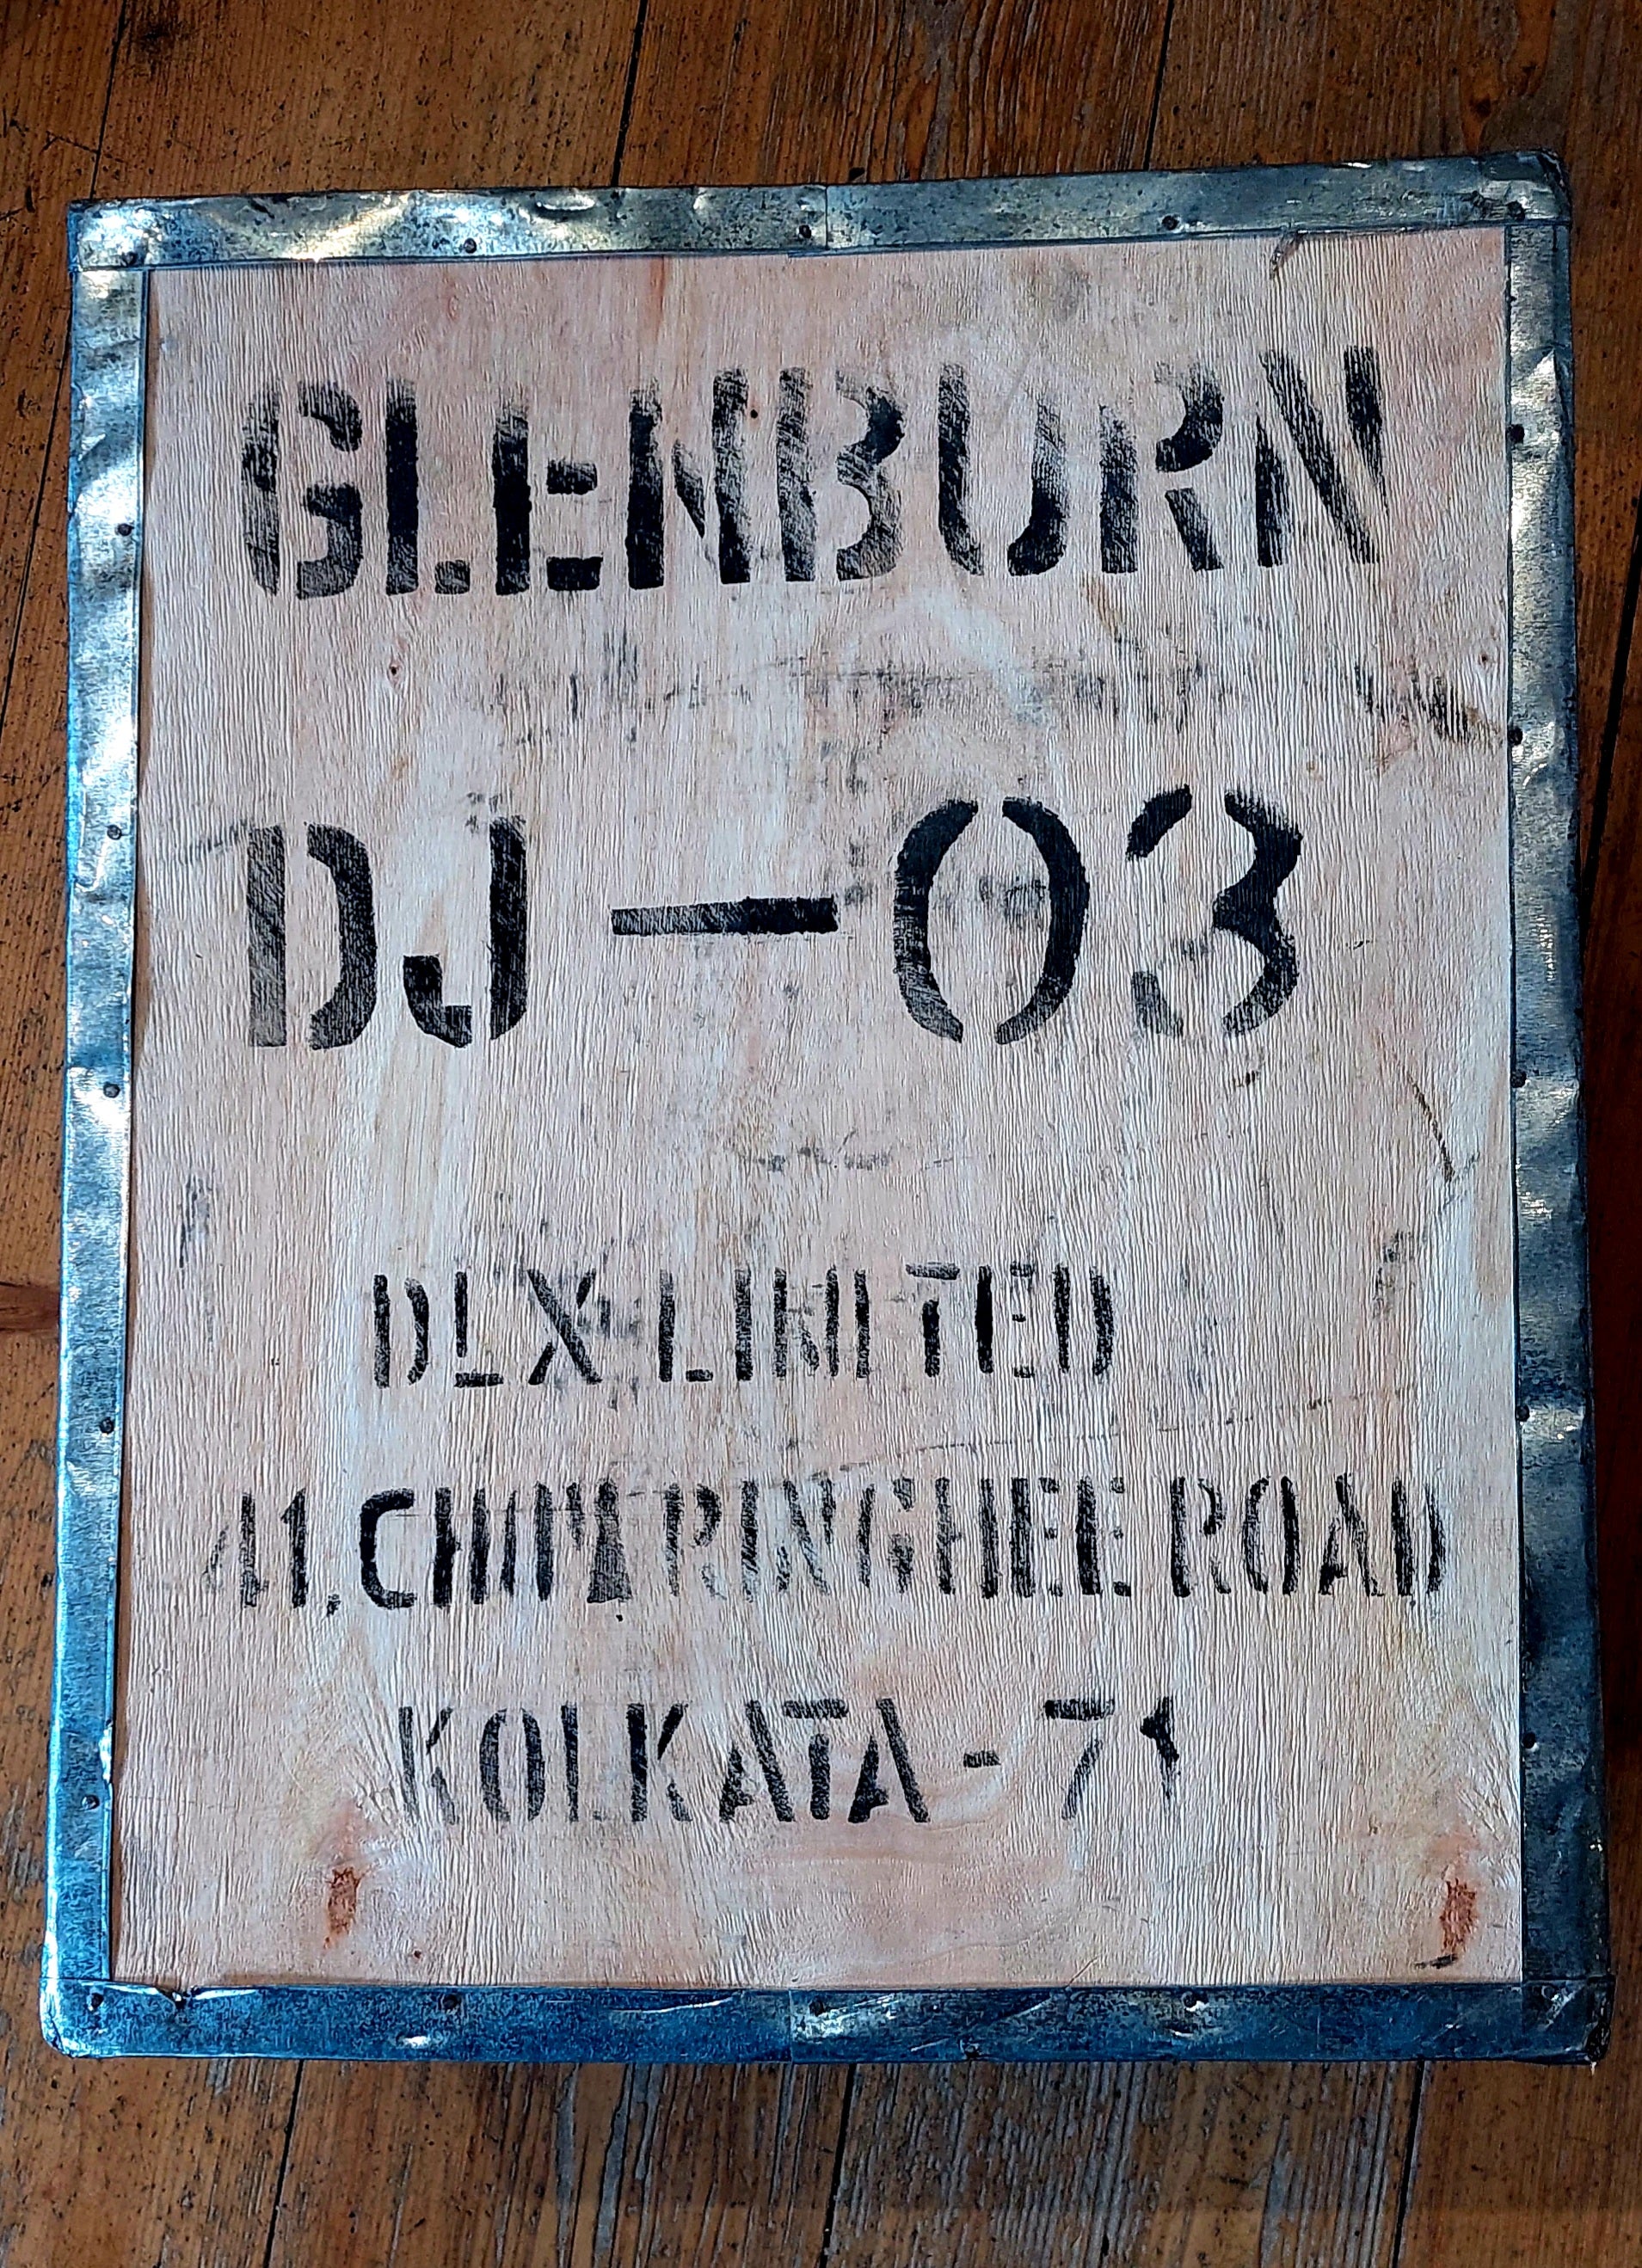 GLENBURN
DJ - 03
DLX LIMITED
41, CHOWRINGHEE ROAD
KOLKATA - 71